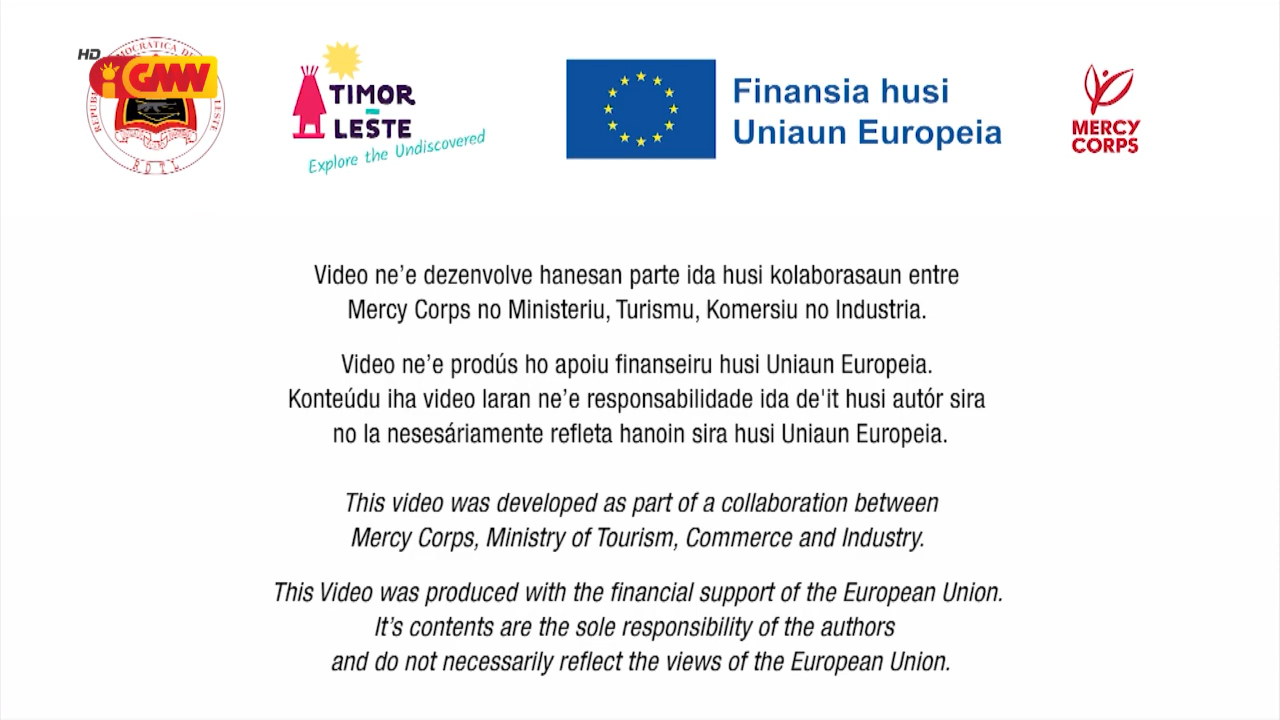 HD
GMW
R D T L
TIMOR
LESTE
Explore the Undiscovered
Finansia husi
Uniaun Europeia
MERCY
CORPS
Video ne’e dezenvolve hanesan parte ida husi kolaborasaun entre
Mercy Corps no Ministeriu, Turismu, Komersiu no Industria.
Video ne’e prodús ho apoiu finanseiru husi Uniaun Europeia.
Konteúdu iha video laran ne’e responsabilidade ida de'it husi autór sira
no la nesesáriamente refleta hanoin sira husi Uniaun Europeia.
This video was developed as part of a collaboration between
Mercy Corps, Ministry of Tourism, Commerce and Industry.
This Video was produced with the financial support of the European Union.
It’s contents are the sole responsibility of the authors
and do not necessarily reflect the views of the European Union.